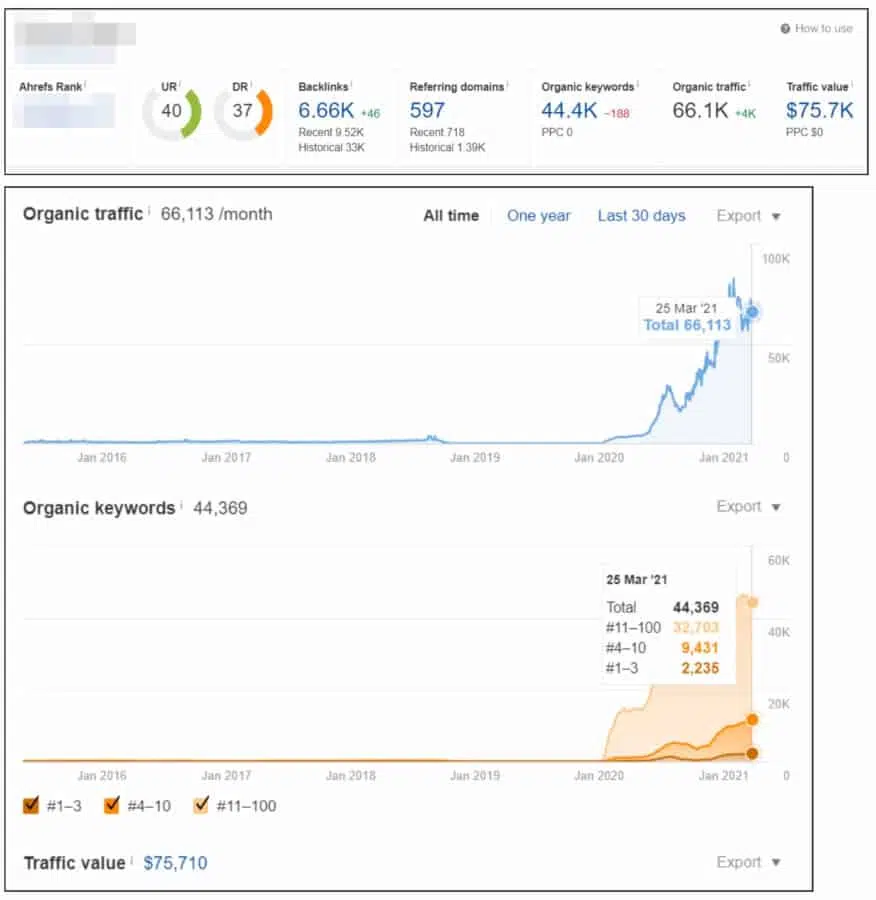 How to use
Ahrefs Rank i UR i DR i Backlinks i Referring domains i Organic keywords i Organic traffic i Traffic value i
40 37 6.66K +46 597 44.4K −188 66.1K +4K $75.7K
Recent 9.52K Recent 718 PPC 0 PPC $0
Historical 33K Historical 1.39K
Organic traffic i 66,113 /month All time One year Last 30 days Export
100K
25 Mar '21
Total 66,113
50K
Jan 2016 Jan 2017 Jan 2018 Jan 2019 Jan 2020 Jan 2021 0
Organic keywords i 44,369 Export
60K
25 Mar '21
Total 44,369
#11–100 32,703
40K
#4–10 9,431
#1–3 2,235
20K
Jan 2016 Jan 2017 Jan 2018 Jan 2019 Jan 2020 Jan 2021 0
#1–3 #4–10 #11–100
Traffic value i $75,710 Export